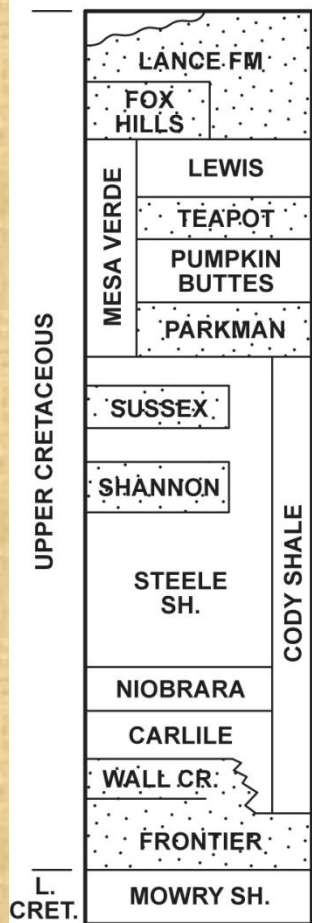 LANCE FM
FOX
HILLS
MESA VERDE
LEWIS
TEAPOT
PUMPKIN
BUTTES
PARKMAN
UPPER CRETACEOUS
SUSSEX
SHANNON
STEELE
SH.
CODY SHALE
NIOBRARA
CARLILE
WALL CR.
FRONTIER
L.
CRET.
MOWRY SH.